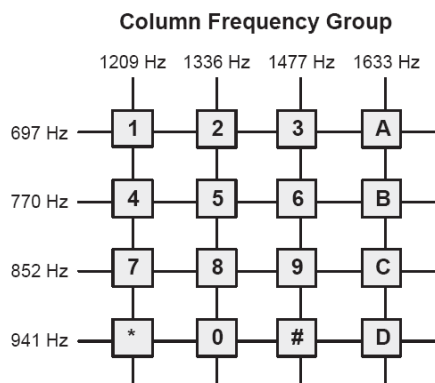 Column Frequency Group
1209 Hz 1336 Hz 1477 Hz 1633 Hz
697 Hz 1 2 3 A
770 Hz 4 5 6 B
852 Hz 7 8 9 C
941 Hz * 0 # D